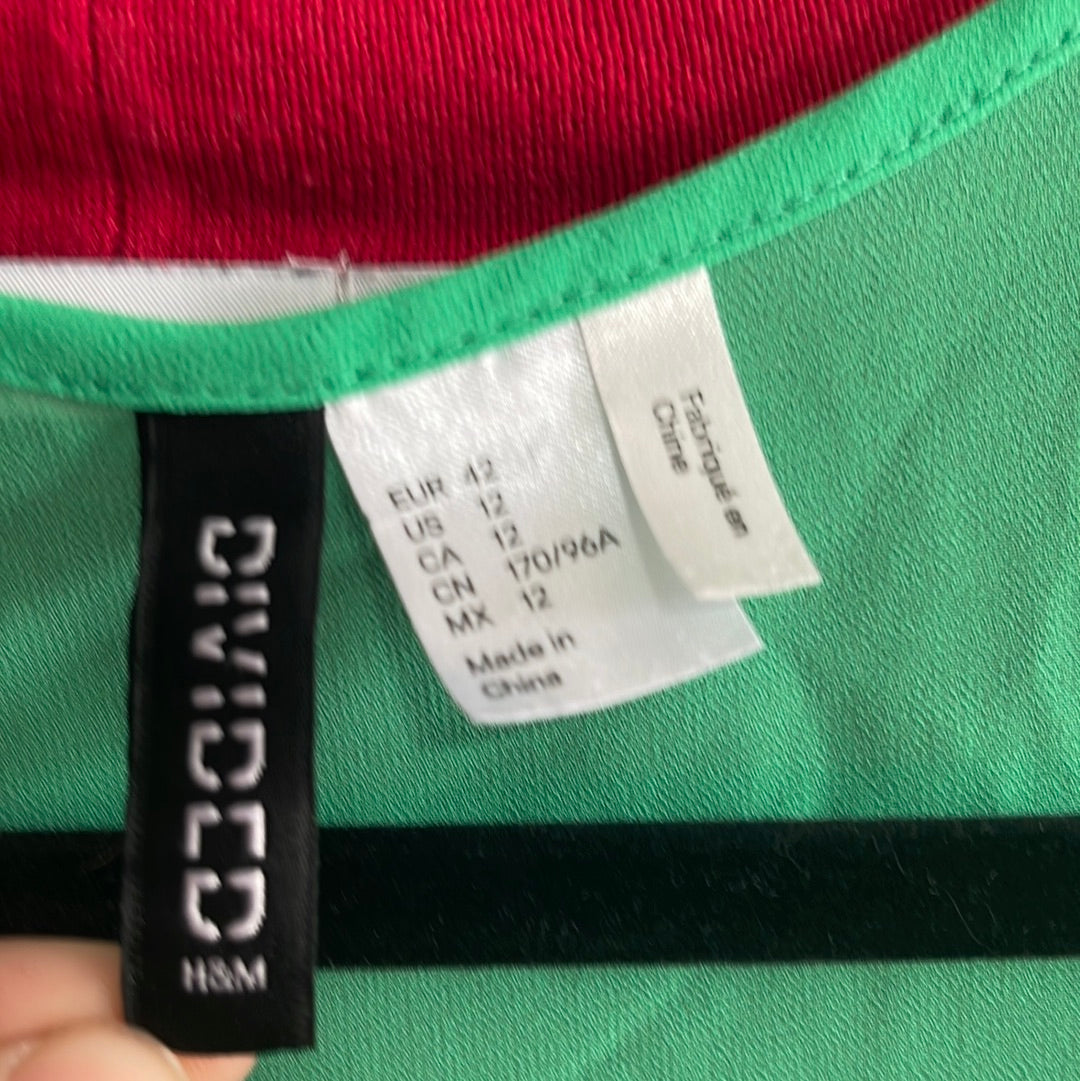 DIVIDED
H&M
EUR 42
US 12
CA 12
CN 170/96A
MX 12
Made in
China
Fabriqué en
Chine